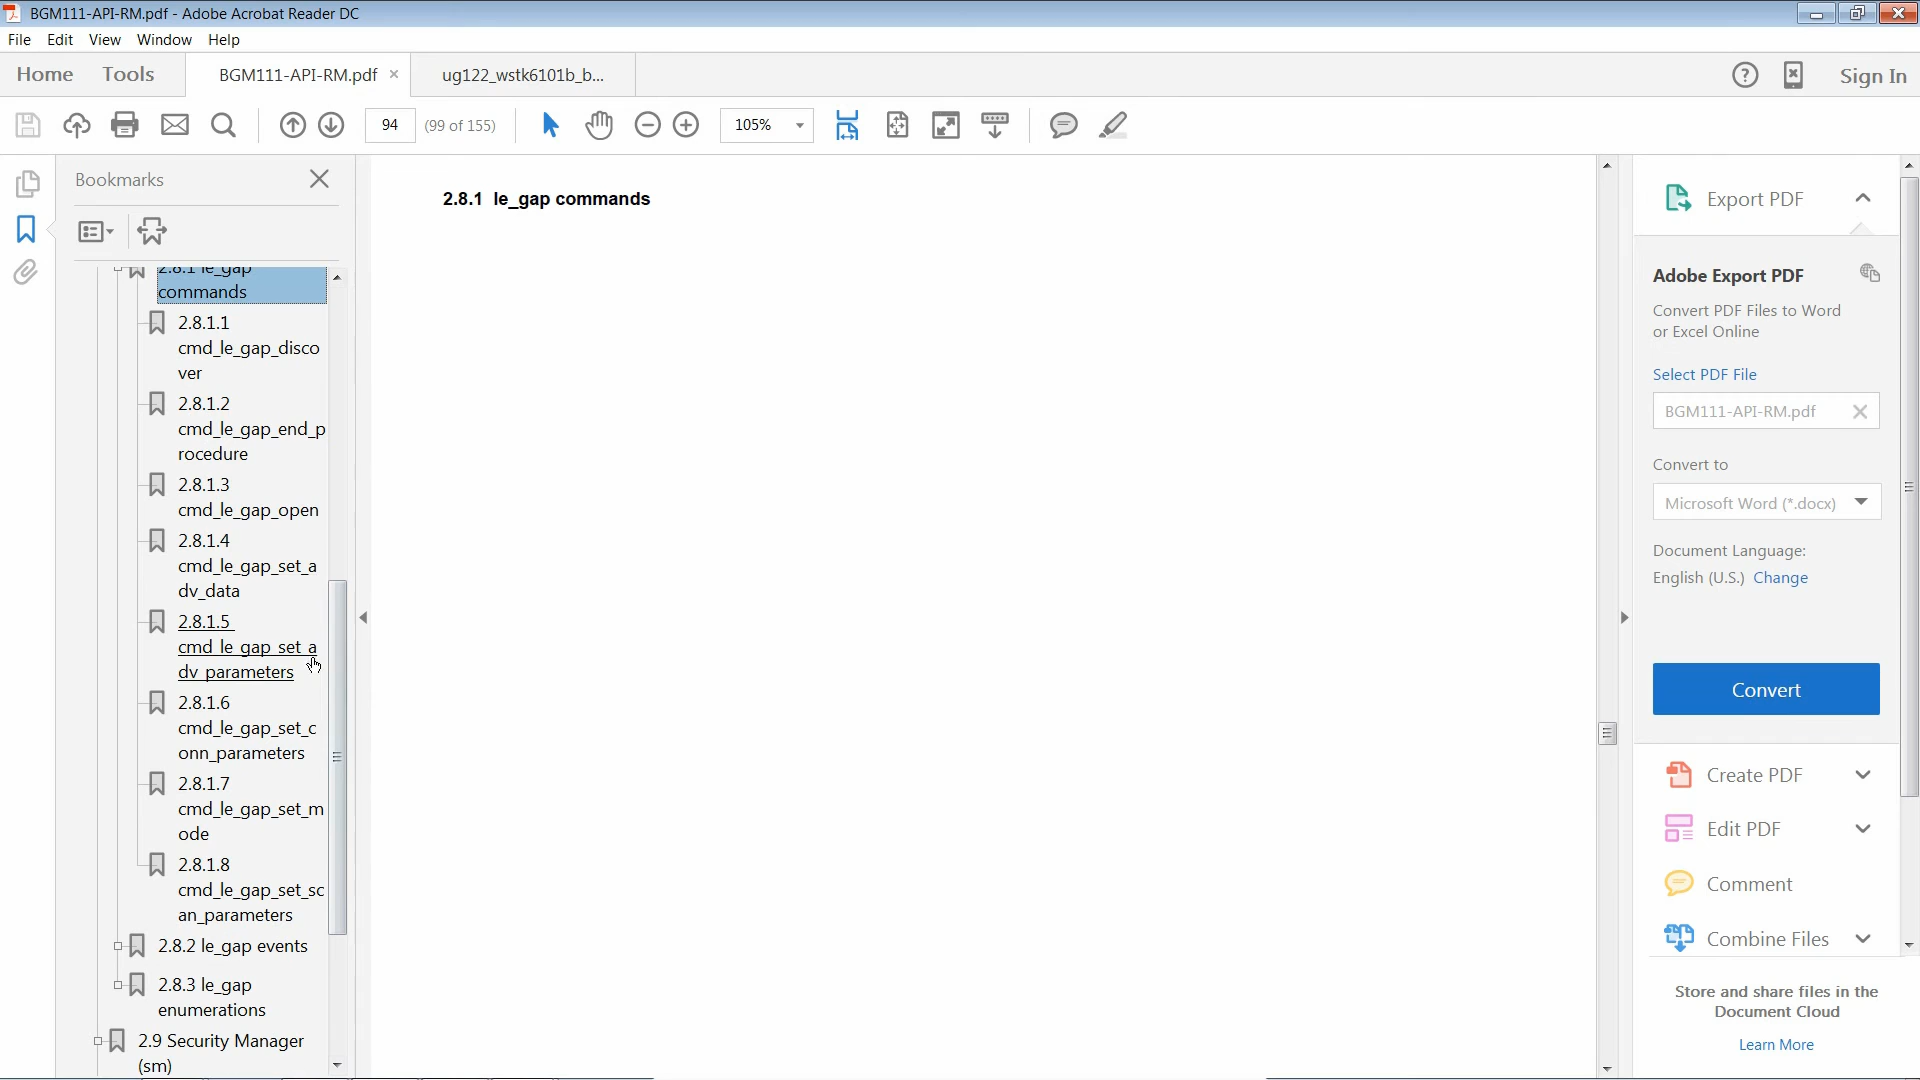 BGM111-API-RM.pdf - Adobe Acrobat Reader DC
File Edit View Window Help
Home Tools BGM111-API-RM.pdf × ug122_wstk6101b_b... Sign In
94 (99 of 155) 105%
Bookmarks
2.8.1 le_gap
commands
2.8.1.1
cmd_le_gap_disco
ver
2.8.1.2
cmd_le_gap_end_p
rocedure
2.8.1.3
cmd_le_gap_open
2.8.1.4
cmd_le_gap_set_a
dv_data
2.8.1.5
cmd_le_gap_set_a
dv_parameters
2.8.1.6
cmd_le_gap_set_c
onn_parameters
2.8.1.7
cmd_le_gap_set_m
ode
2.8.1.8
cmd_le_gap_set_sc
an_parameters
2.8.2 le_gap events
2.8.3 le_gap
enumerations
2.9 Security Manager
(sm)
2.8.1 le_gap commands
Export PDF
Adobe Export PDF
Convert PDF Files to Word
or Excel Online
Select PDF File
BGM111-API-RM.pdf
Convert to
Microsoft Word (*.docx)
Document Language:
English (U.S.) Change
Convert
Create PDF
Edit PDF
Comment
Combine Files
Store and share files in the
Document Cloud
Learn More